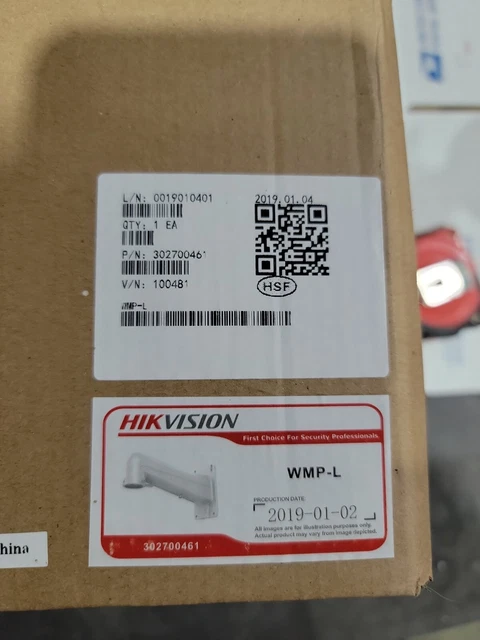 L/N: 0019010401
2019.01.04
QTY: 1 EA
P/N: 302700461
V/N: 100481
HSF
WMP-L
HIKVISION
First Choice For Security Professionals
WMP-L
PRODUCTION DATE
2019-01-02
All images are for illustration purposes only.
Actual product may vary from image depicted.
302700461
hina